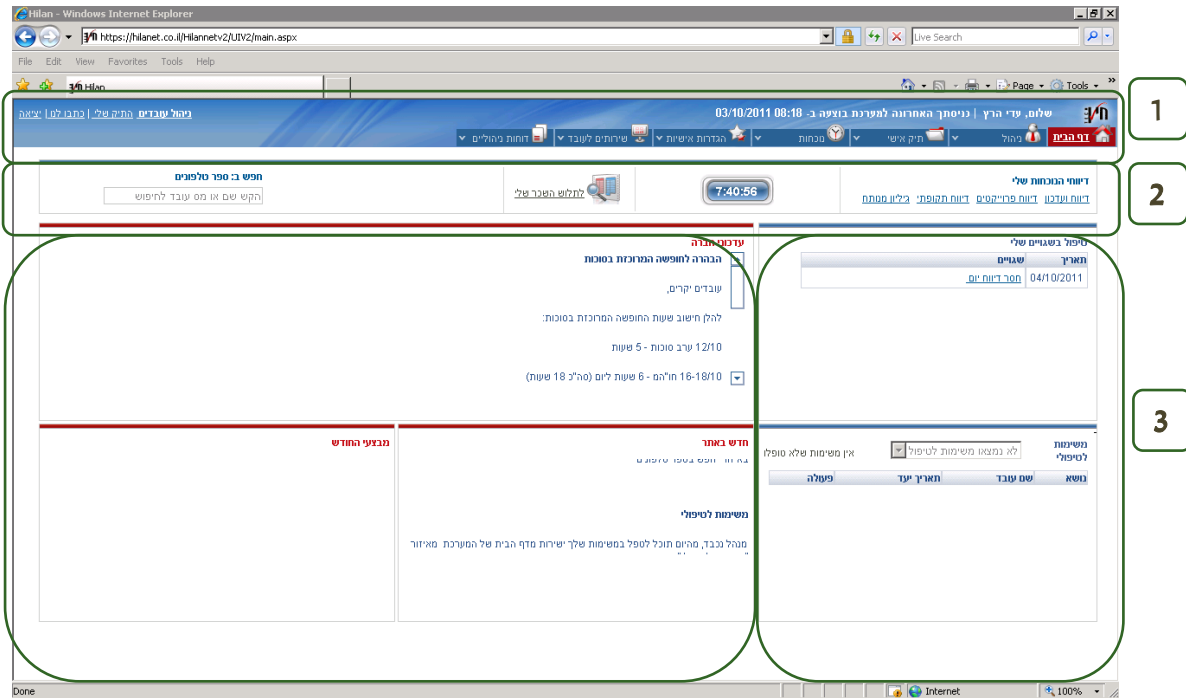 Hilan - Windows Internet Explorer
https://hilanet.co.il/Hilannetv2/UIV2/main.aspx
Live Search
File Edit View Favorites Tools Help
Hilan
Page
Tools
1
שלום, עדי הרץ | כניסתך האחרונה למערכת בוצעה ב- 08:18 03/10/2011
ניהול עובדים התיק שלי | כתבו לנו | יציאה
דף הבית
ניהול
תיק אישי
נוכחות
הגדרות אישיות
שירותים לעובד
דוחות ניהוליים
2
דיווחי הנוכחות שלי
דיווח ועדכון דיווח פרוייקטים דיווח תקופתי גיליון ממתח
7:40:56
לתלוש השכר שלי
חפש ב: ספר טלפונים
הקש שם או מס עובד לחיפוש
3
טיפול בשגויים שלי
תאריך שגויים
04/10/2011 חסר דיווח יום
עדכוני חברה
הבהרה לחופשה המרוכזת בסוכות
עובדים יקרים,
להלן חישוב שעות החופשה המרוכזת בסוכות:
12/10 ערב סוכות - 5 שעות
16-18/10 חוה"מ - 6 שעות ליום (סה"כ 18 שעות)
משימות לטיפולי
לא נמצאו משימות לטיפול
אין משימות שלא טופלו
נושא שם עובד תאריך יעד פעולה
חדש באתר
משימות לטיפולי
מנהל נכבד, מהיום תוכל לטפל במשימות שלך ישירות מדף הבית של המערכת מאיזור
מבצעי החודש
Done
Internet
100%